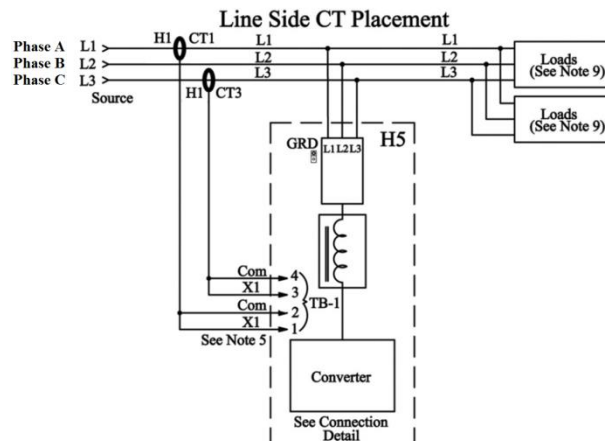 Line Side CT Placement
Phase A L1 H1 CT1 L1 L1
Phase B L2 L2 L2
Phase C L3 L3 L3
Source H1 CT3
Loads
(See Note 9)
Loads
(See Note 9)
GRD L1 L2 L3 H5
Com 4
X1 3
TB-1
Com 2
X1 1
See Note 5
Converter
See Connection
Detail